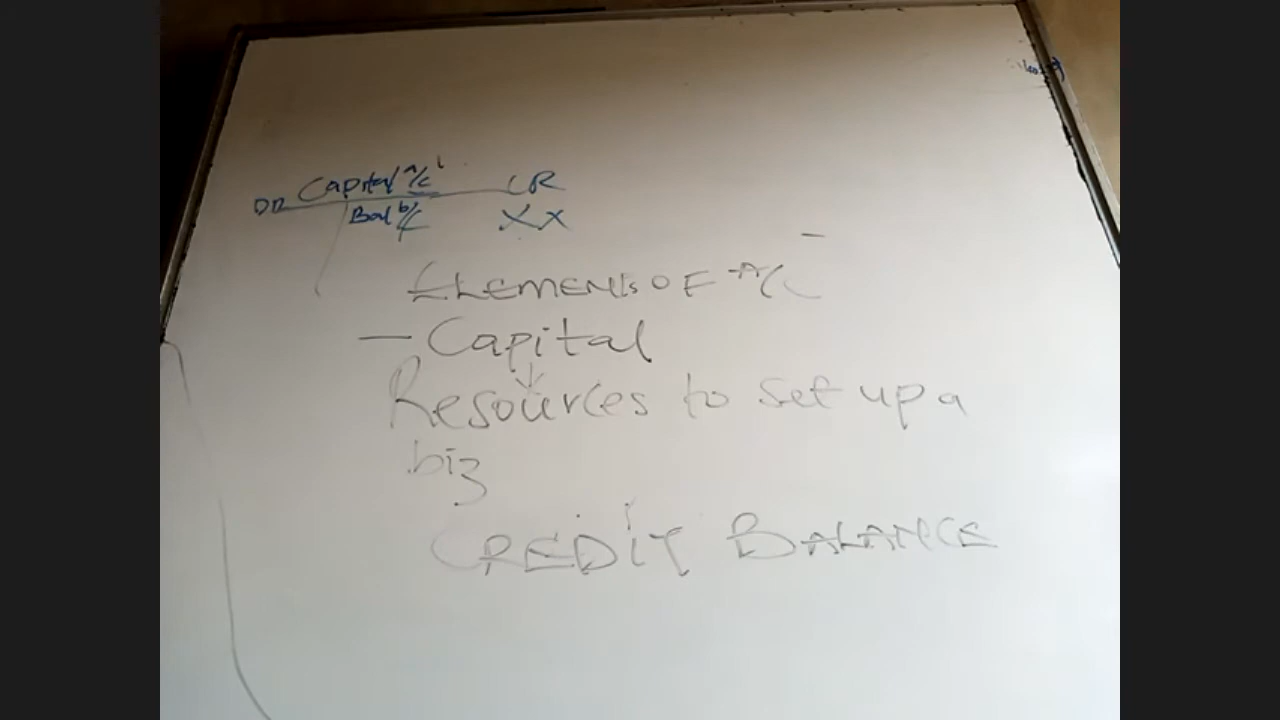 DR Capital A/C CR
Bal b/f XX
ELEMENTS OF A/C
- Capital
↓
Resources to set up a
biz
CREDIT BALANCE